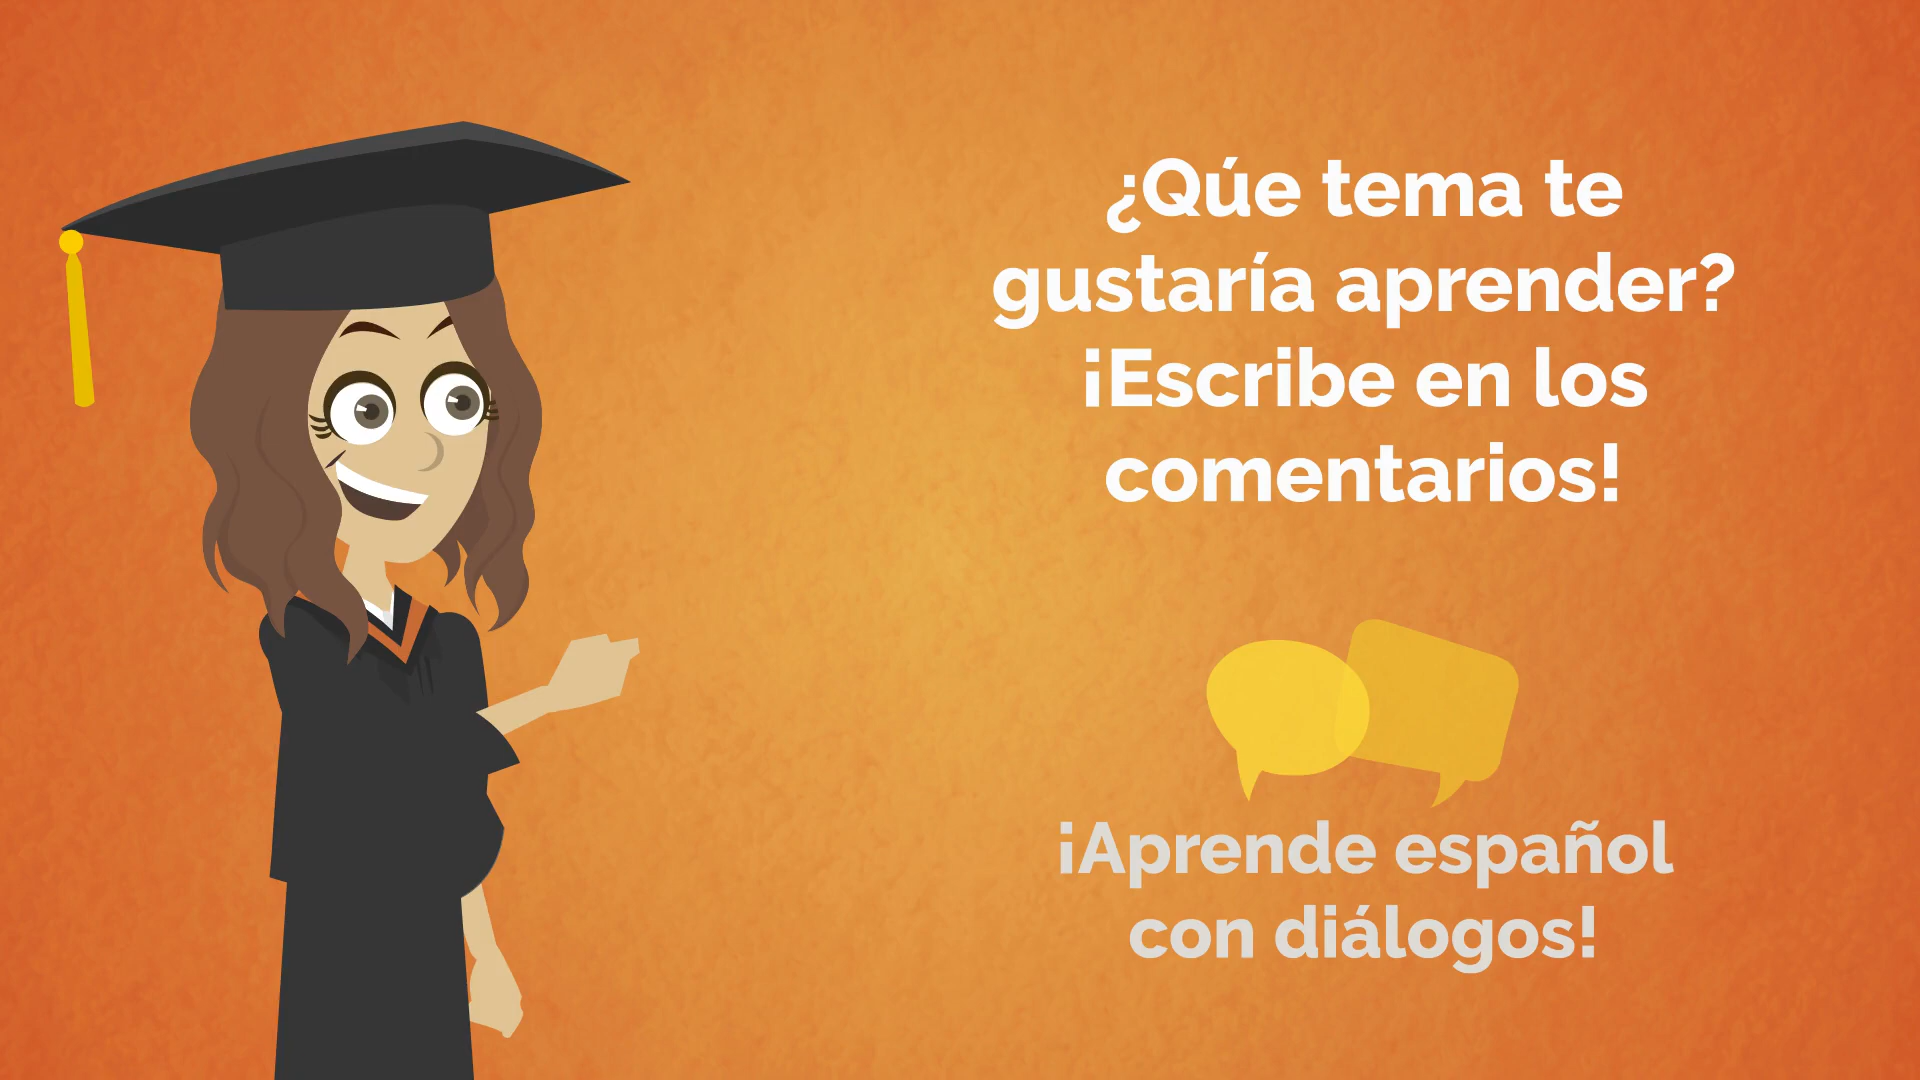 ¿Qúe tema te
gustaría aprender?
¡Escribe en los
comentarios!
¡Aprende español
con diálogos!